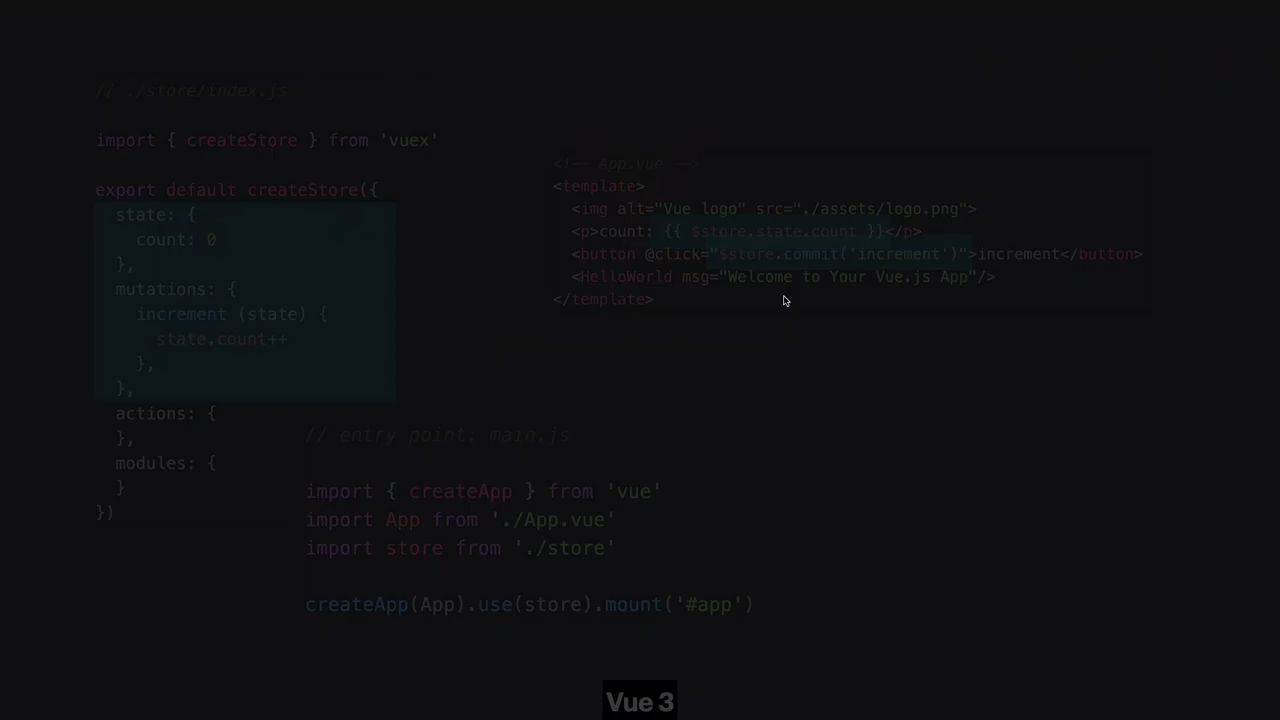 // ./store/index.js
import { createStore } from 'vuex'
export default createStore({
state: {
count: 0
},
mutations: {
increment (state) {
state.count++
},
},
actions: {
},
modules: {
}
})
<!-- App.vue -->
<template>
<img alt="Vue logo" src="./assets/logo.png">
<p>count: {{ $store.state.count }}</p>
<button @click="$store.commit('increment')">increment</button>
<HelloWorld msg="Welcome to Your Vue.js App"/>
</template>
// entry point: main.js
import { createApp } from 'vue'
import App from './App.vue'
import store from './store'
createApp(App).use(store).mount('#app')
Vue 3